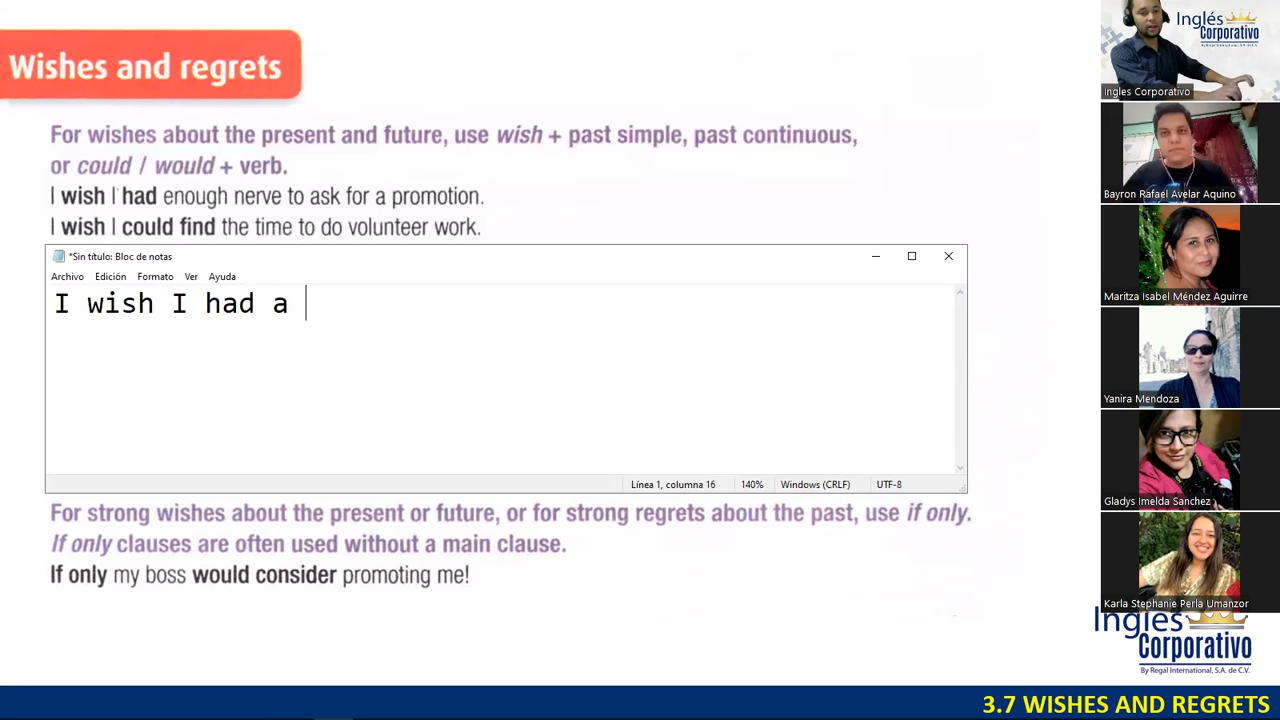 Wishes and regrets
For wishes about the present and future, use wish + past simple, past continuous,
or could / would + verb.
I wish I had enough nerve to ask for a promotion.
I wish I could find the time to do volunteer work.
*Sin título: Bloc de notas
Archivo Edición Formato Ver Ayuda
I wish I had a
Línea 1, columna 16 140% Windows (CRLF) UTF-8
For strong wishes about the present
for strong regrets about the past, use if only.
If only clauses are often used without a main clause.
If only my boss would consider promoting me!
Inglés
Corporativo
By Regal International, S.A. de C.V.
Ingles Corporativo
Bayron Rafael Avelar Aquino
Maritza Isabel Méndez Aguirre
Yanira Mendoza
Gladys Imelda Sanchez
Karla Stephanie Perla Umanzor
Inglés
Corporativo
By Regal International, S.A. de C.V.
3.7 WISHES AND REGRETS